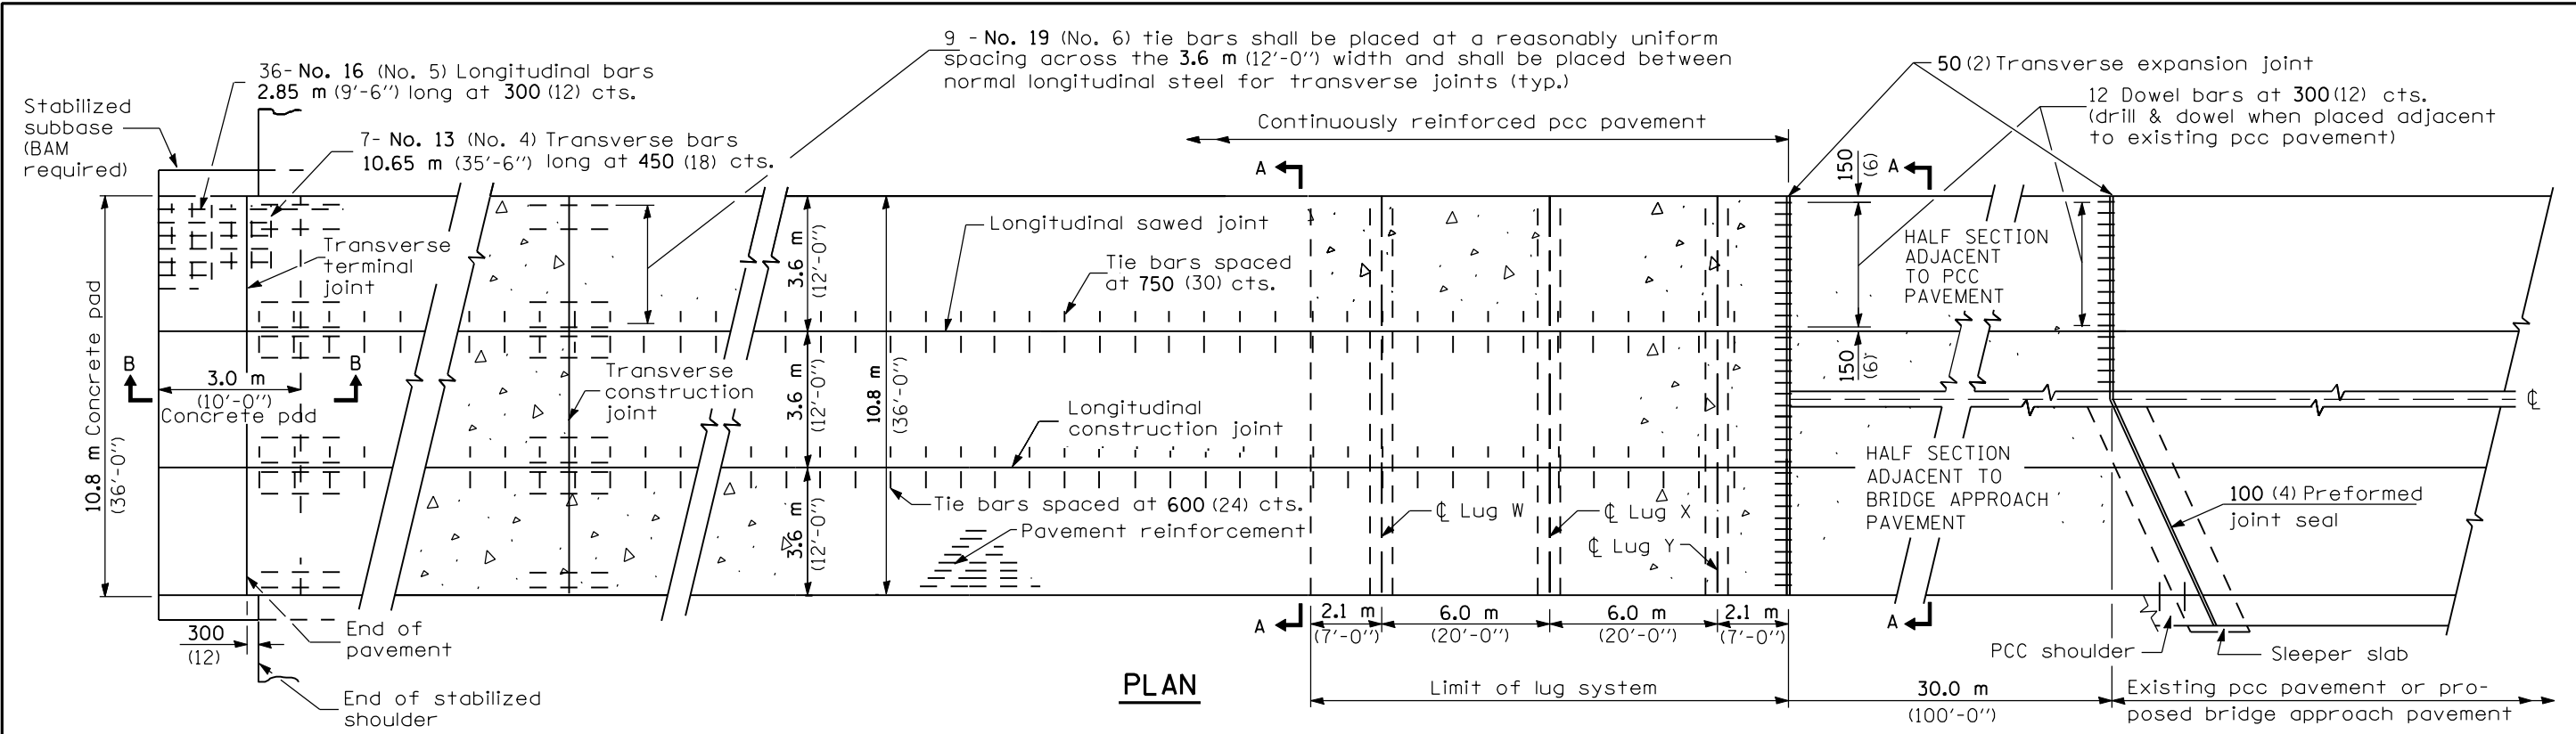 9 - No. 19 (No. 6) tie bars shall be placed at a reasonably uniform
spacing across the 3.6 m (12'-0'') width and shall be placed between
normal longitudinal steel for transverse joints (typ.)
36- No. 16 (No. 5) Longitudinal bars
2.85 m (9'-6'') long at 300 (12) cts.
Stabilized
subbase
(BAM
required)
7- No. 13 (No. 4) Transverse bars
10.65 m (35'-6'') long at 450 (18) cts.
50 (2) Transverse expansion joint
12 Dowel bars at 300 (12) cts.
(drill & dowel when placed adjacent
to existing pcc pavement)
Continuously reinforced pcc pavement
A
150
(6)
A
Transverse
terminal
joint
3.6 m
(12'-0'')
Longitudinal sawed joint
Tie bars spaced
at 750 (30) cts.
HALF SECTION
ADJACENT
TO PCC
PAVEMENT
10.8 m Concrete pad
(36'-0'')
B
B
3.0 m
(10'-0'')
Concrete pad
Transverse
construction
joint
3.6 m
(12'-0'')
10.8 m
(36'-0'')
Longitudinal
construction joint
150
(6)
℄
HALF SECTION
ADJACENT TO
BRIDGE APPROACH
PAVEMENT
3.6 m
(12'-0'')
Tie bars spaced at 600 (24) cts.
Pavement reinforcement
℄ Lug W
℄ Lug X
℄ Lug Y
100 (4) Preformed
joint seal
300
(12)
End of
pavement
End of stabilized
shoulder
A
2.1 m
(7'-0'')
6.0 m
(20'-0'')
6.0 m
(20'-0'')
2.1 m
(7'-0'')
A
PCC shoulder
Sleeper slab
PLAN
Limit of lug system
30.0 m
(100'-0'')
Existing pcc pavement or pro-
posed bridge approach pavement